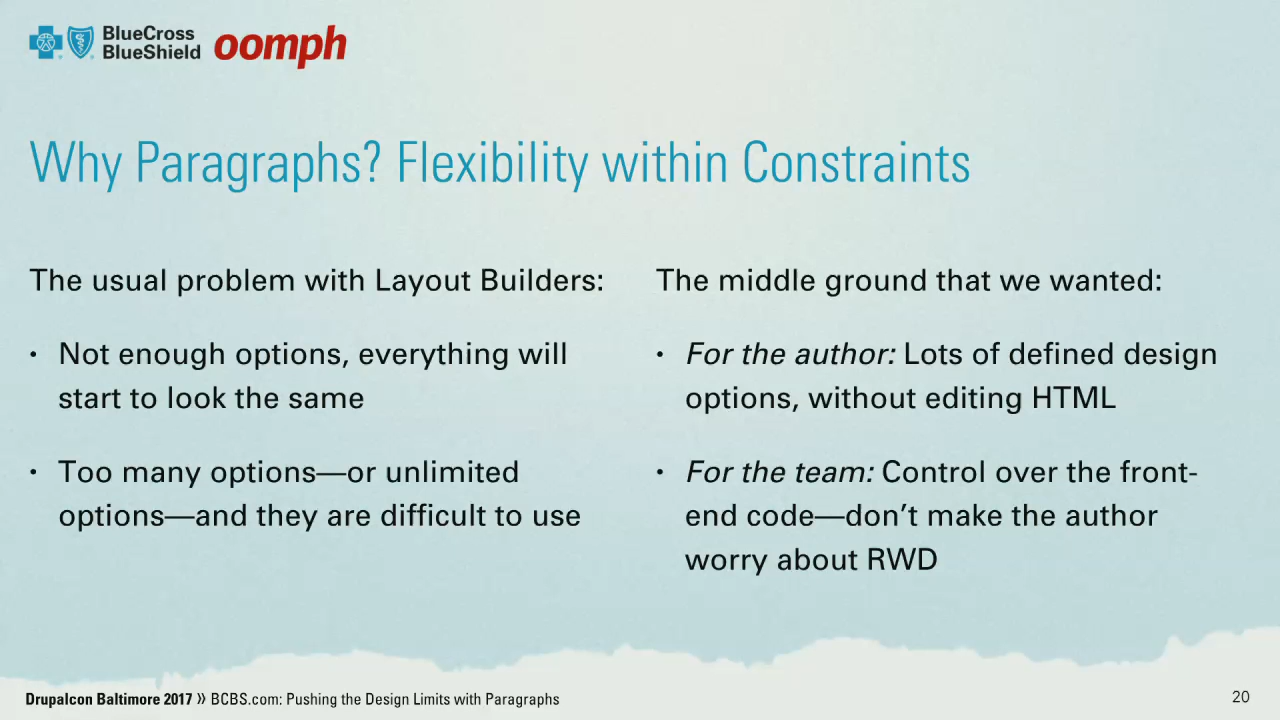 BlueCross
BlueShield
oomph
Why Paragraphs? Flexibility within Constraints
The usual problem with Layout Builders:
• Not enough options, everything will
start to look the same
• Too many options—or unlimited
options—and they are difficult to use
The middle ground that we wanted:
• For the author: Lots of defined design
options, without editing HTML
• For the team: Control over the front-
end code—don’t make the author
worry about RWD
Drupalcon Baltimore 2017 » BCBS.com: Pushing the Design Limits with Paragraphs
20